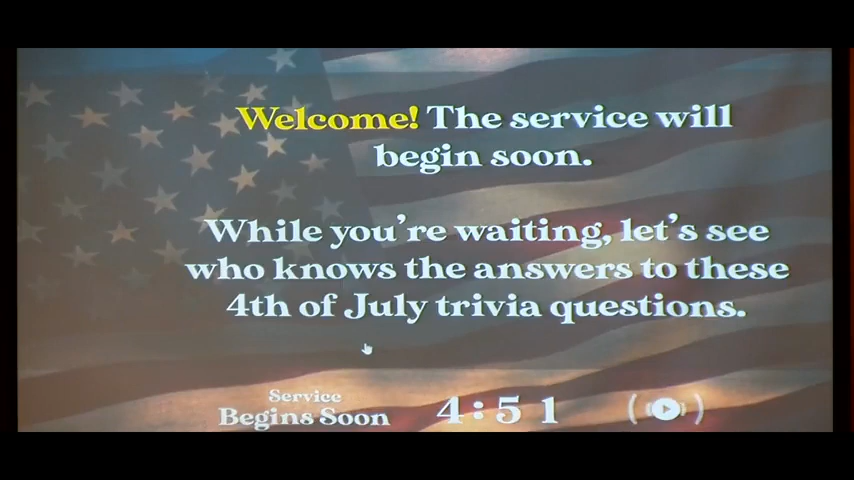 Welcome! The service will
begin soon.
While you're waiting, let's see
who knows the answers to these
4th of July trivia questions.
Service
Begins Soon
4:51